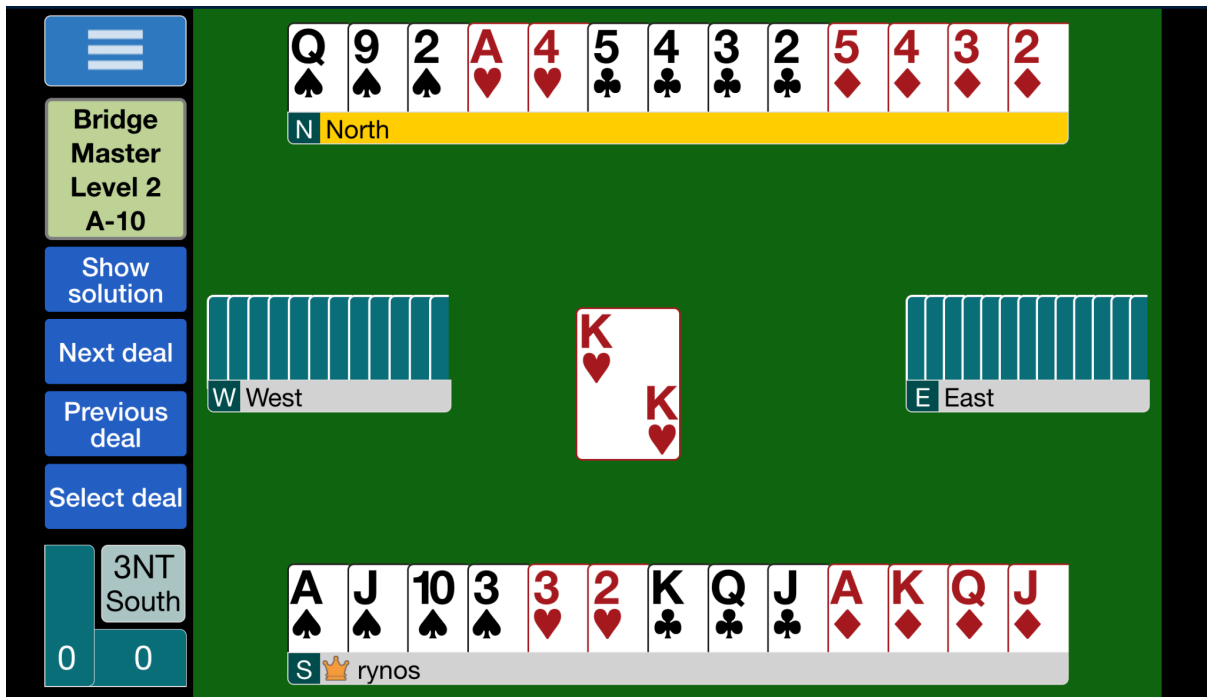 Q 9 2 A 4 5 4 3 2 5 4 3 2
N North
Bridge
Master
Level 2
A-10
Show
solution
Next deal
Previous
deal
Select deal
3NT
South
0 0
K
K
W West
E East
A J 10 3 3 2 K Q J A K Q J
S rynos